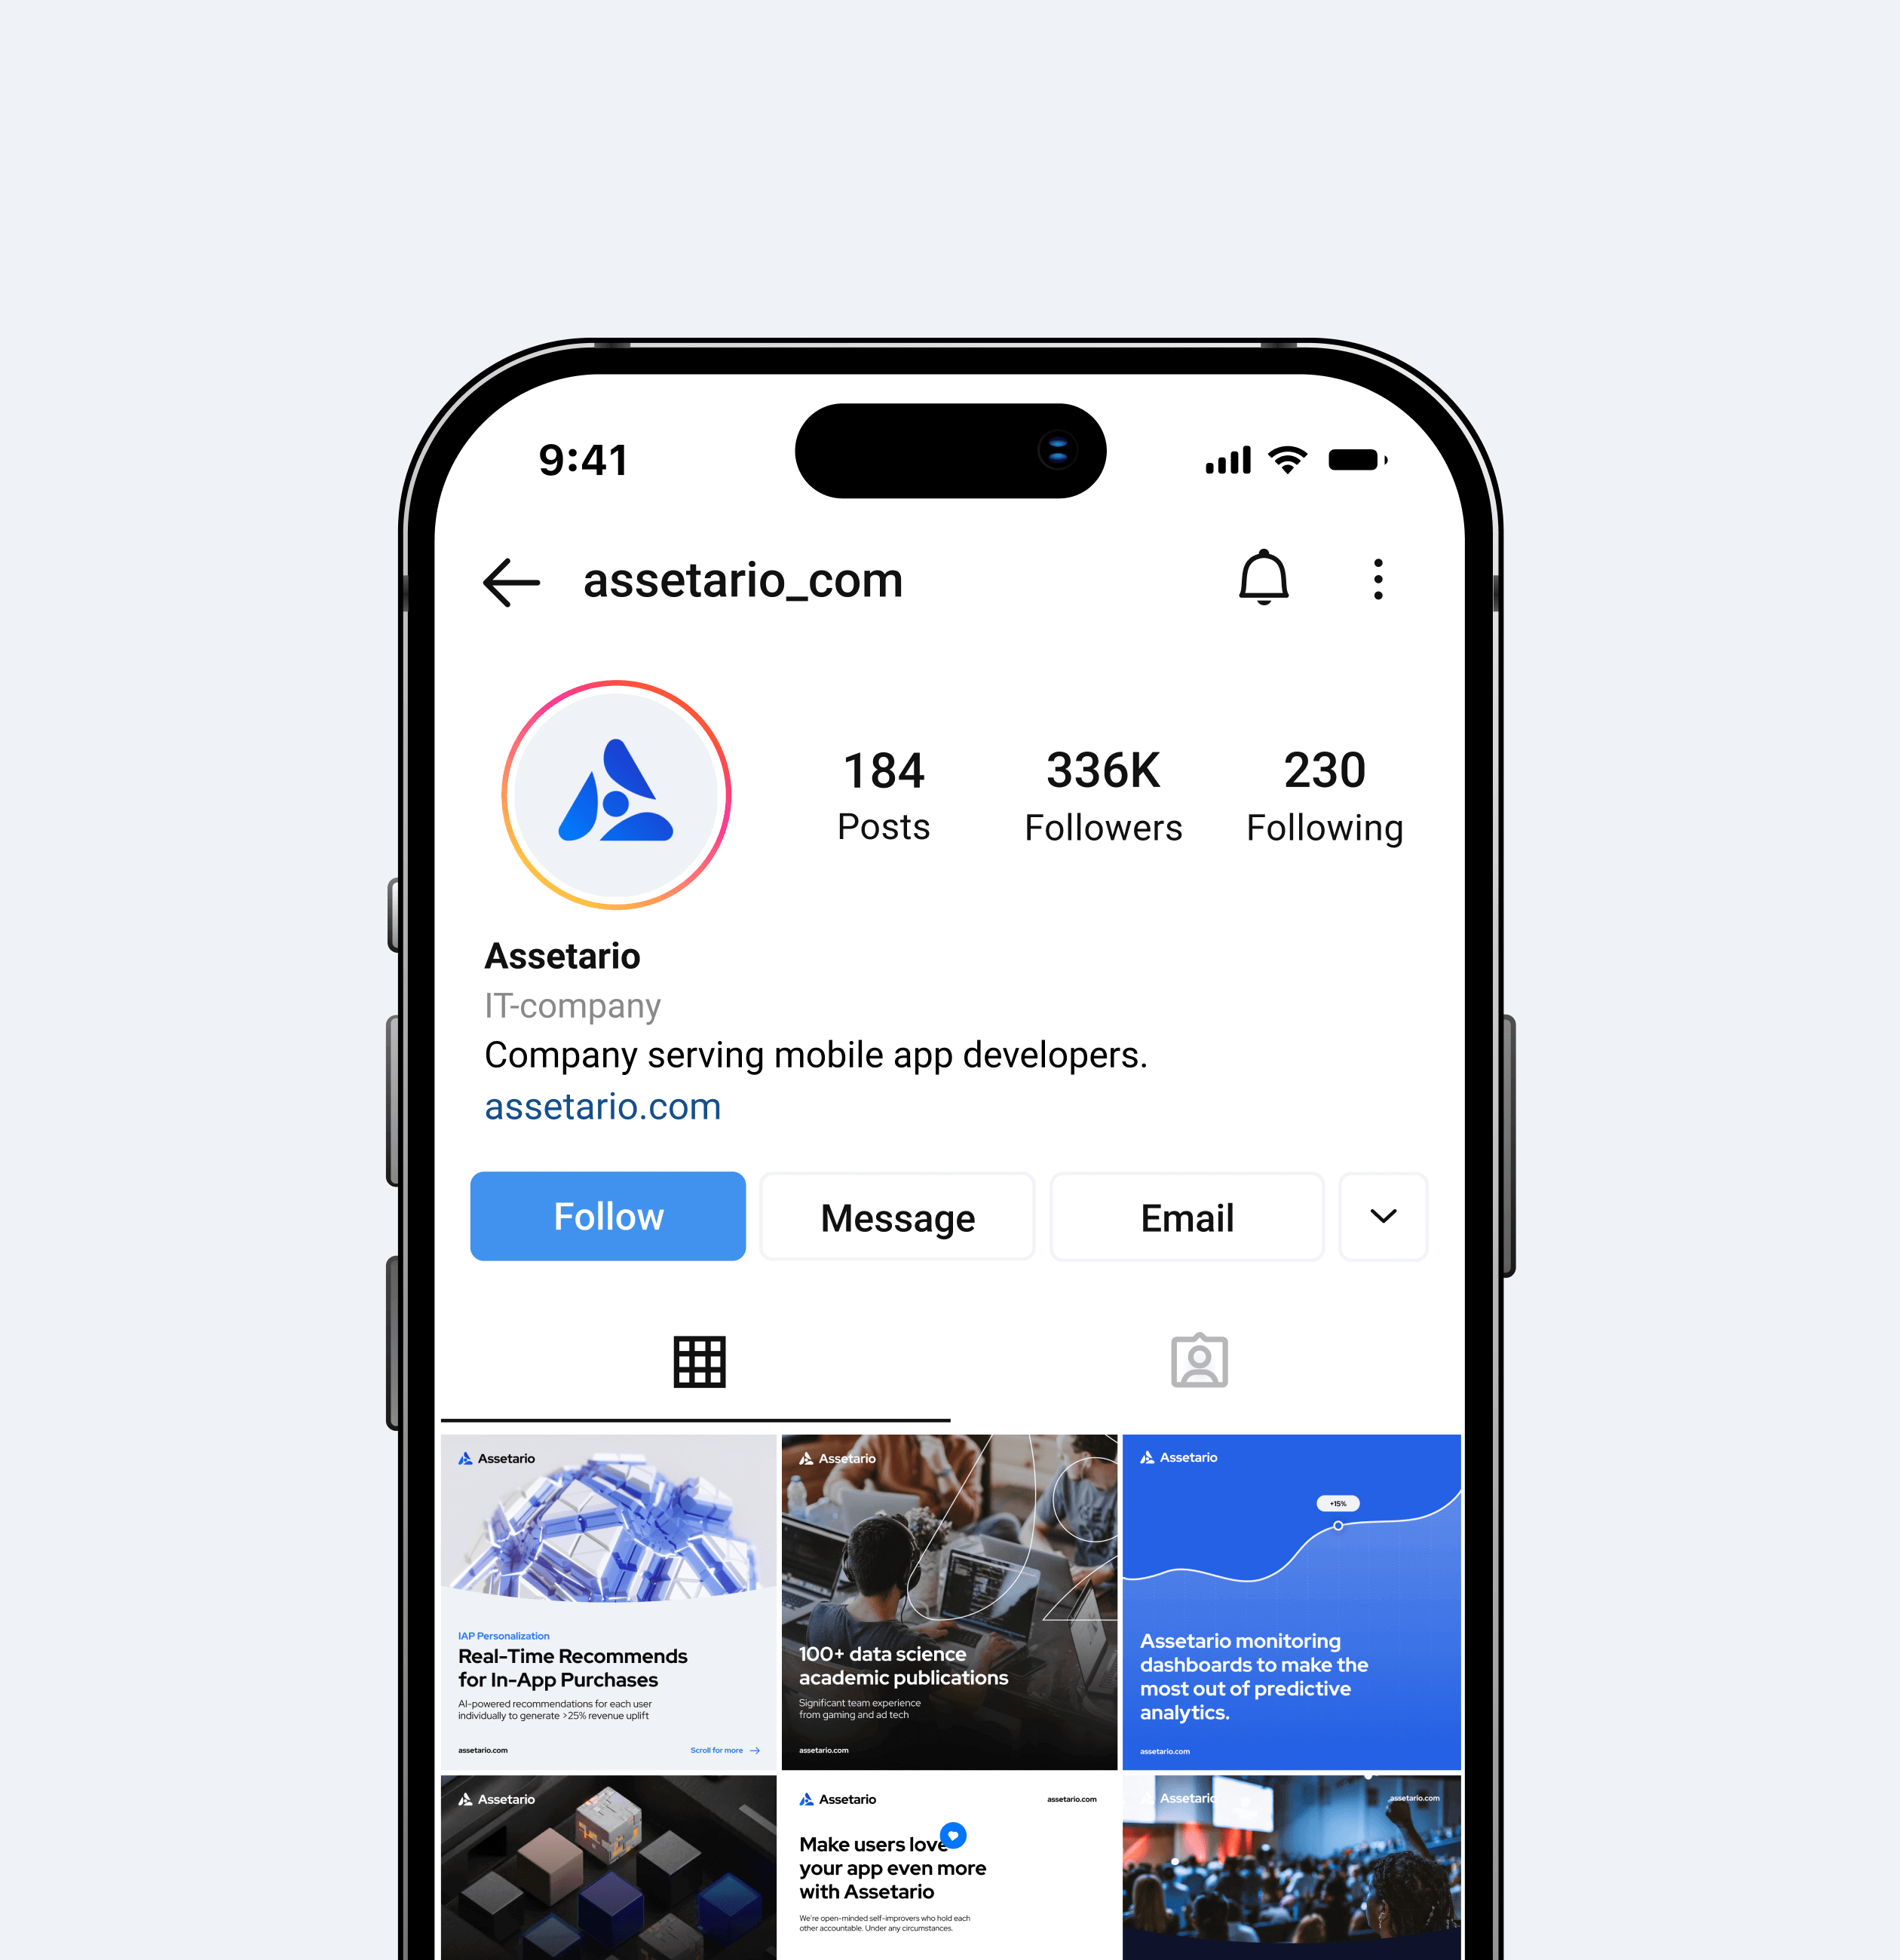 9:41
assetario_com
184
Posts
336K
Followers
230
Following
Assetario
IT-company
Company serving mobile app developers.
assetario.com
Follow
Message
Email
Assetario
IAP Personalization
Real-Time Recommends
for In-App Purchases
AI-powered recommendations for each user
individually to generate >25% revenue uplift
assetario.com
Scroll for more
Assetario
100+ data science
academic publications
Significant team experience
from gaming and ad tech
assetario.com
Assetario
+15%
Assetario monitoring
dashboards to make the
most out of predictive
analytics.
assetario.com
Assetario
Assetario
assetario.com
Make users love
your app even more
with Assetario
We're open-minded self-improvers who hold each
other accountable. Under any circumstances.
Assetario
assetario.com